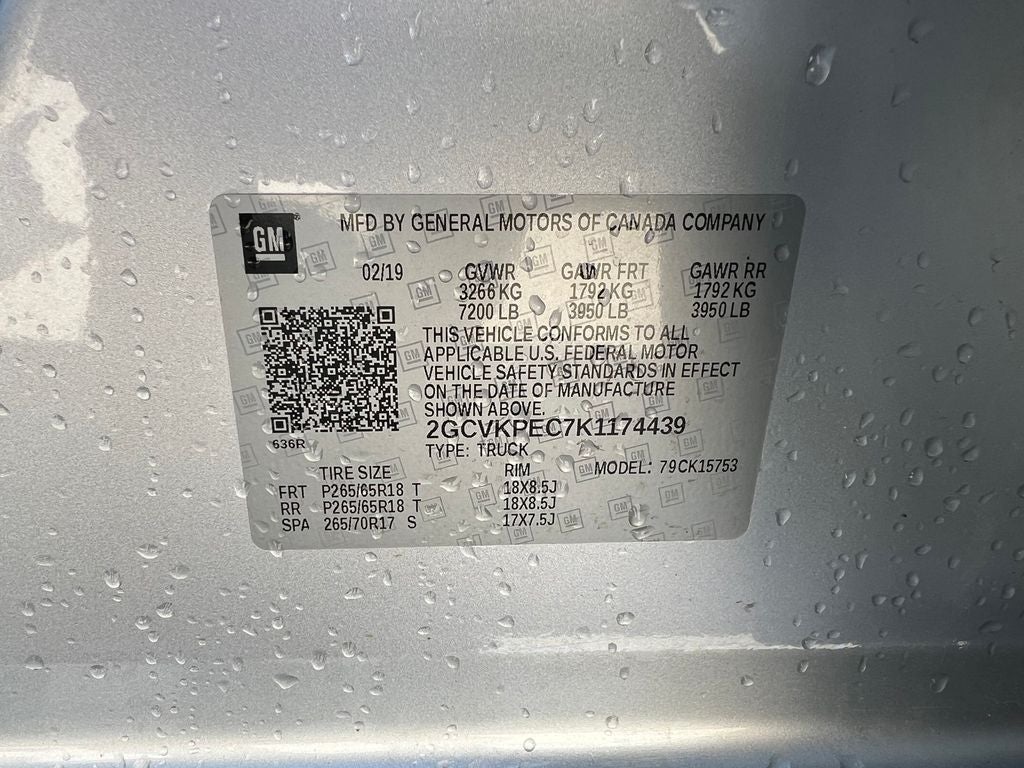 GM
MFD BY GENERAL MOTORS OF CANADA COMPANY
02/19 GVWR GAWR FRT GAWR RR
3266 KG 1792 KG 1792 KG
7200 LB 3950 LB 3950 LB
THIS VEHICLE CONFORMS TO ALL
APPLICABLE U.S. FEDERAL MOTOR
VEHICLE SAFETY STANDARDS IN EFFECT
ON THE DATE OF MANUFACTURE
SHOWN ABOVE.
2GCVKPEC7K1174439
636R
TYPE: TRUCK
TIRE SIZE RIM MODEL: 79CK15753
FRT P265/65R18 T 18X8.5J
RR P265/65R18 T 18X8.5J
SPA 265/70R17 S 17X7.5J